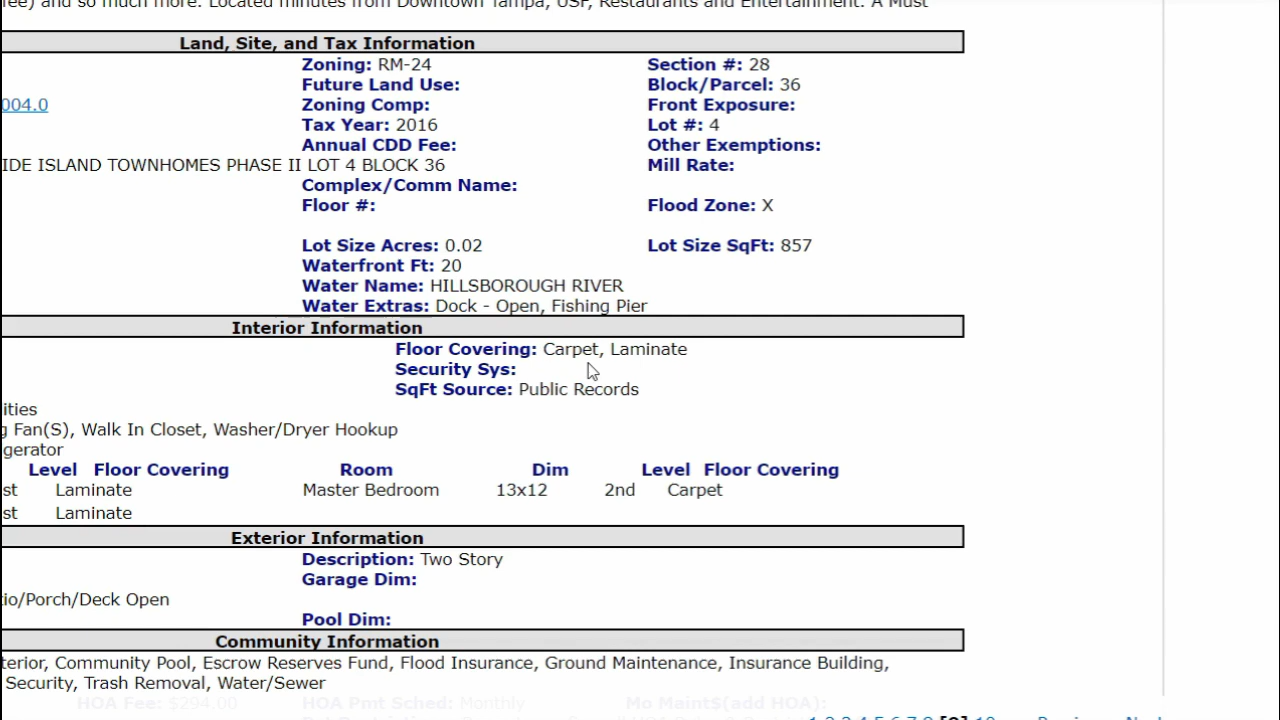 fee) and so much more. Located minutes from Downtown Tampa, USF, Restaurants and Entertainment. A Must
Land, Site, and Tax Information
Zoning: RM-24 Section #: 28
Future Land Use: Block/Parcel: 36
004.0 Zoning Comp: Front Exposure:
Tax Year: 2016 Lot #: 4
Annual CDD Fee: Other Exemptions:
IDE ISLAND TOWNHOMES PHASE II LOT 4 BLOCK 36 Mill Rate:
Complex/Comm Name:
Floor #: Flood Zone: X
Lot Size Acres: 0.02 Lot Size SqFt: 857
Waterfront Ft: 20
Water Name: HILLSBOROUGH RIVER
Water Extras: Dock - Open, Fishing Pier
Interior Information
Floor Covering: Carpet, Laminate
Security Sys:
SqFt Source: Public Records
ities
g Fan(S), Walk In Closet, Washer/Dryer Hookup
gerator
Level Floor Covering Room Dim Level Floor Covering
st Laminate Master Bedroom 13x12 2nd Carpet
st Laminate
Exterior Information
Description: Two Story
Garage Dim:
tio/Porch/Deck Open
Pool Dim:
Community Information
terior, Community Pool, Escrow Reserves Fund, Flood Insurance, Ground Maintenance, Insurance Building,
Security, Trash Removal, Water/Sewer
HOA Fee: $294.00 HOA Pmt Sched: Monthly Mo Maint$(add HOA):